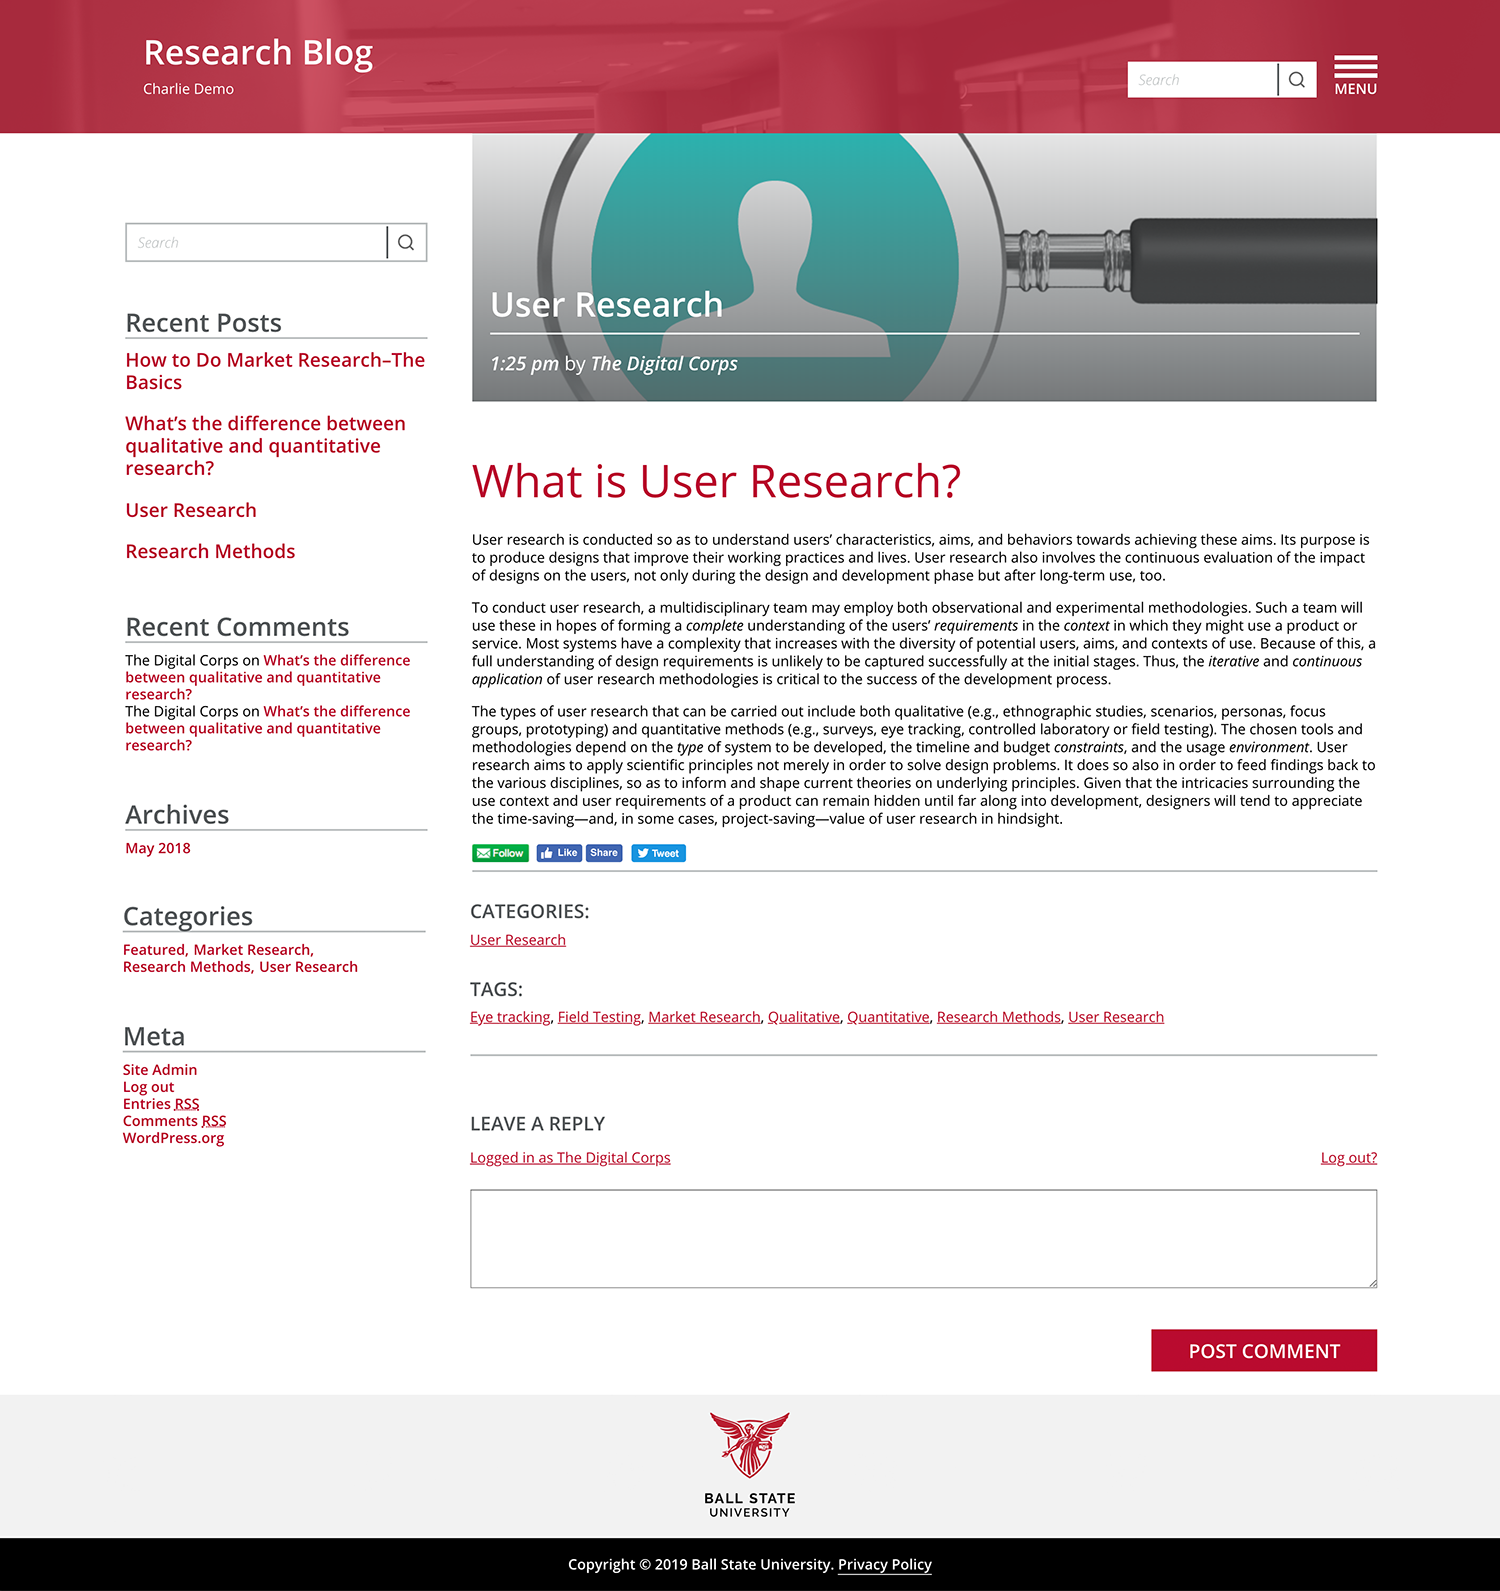 Research Blog
Charlie Demo
Search
MENU
Search
Recent Posts
How to Do Market Research–The
Basics
What’s the difference between
qualitative and quantitative
research?
User Research
Research Methods
Recent Comments
The Digital Corps on What’s the difference
between qualitative and quantitative
research?
The Digital Corps on What’s the difference
between qualitative and quantitative
research?
Archives
May 2018
Categories
Featured, Market Research,
Research Methods, User Research
Meta
Site Admin
Log out
Entries RSS
Comments RSS
WordPress.org
User Research
1:25 pm by The Digital Corps
What is User Research?
User research is conducted so as to understand users’ characteristics, aims, and behaviors towards achieving these aims. Its purpose is
to produce designs that improve their working practices and lives. User research also involves the continuous evaluation of the impact
of designs on the users, not only during the design and development phase but after long-term use, too.
To conduct user research, a multidisciplinary team may employ both observational and experimental methodologies. Such a team will
use these in hopes of forming a complete understanding of the users’ requirements in the context in which they might use a product or
service. Most systems have a complexity that increases with the diversity of potential users, aims, and contexts of use. Because of this, a
full understanding of design requirements is unlikely to be captured successfully at the initial stages. Thus, the iterative and continuous
application of user research methodologies is critical to the success of the development process.
The types of user research that can be carried out include both qualitative (e.g., ethnographic studies, scenarios, personas, focus
groups, prototyping) and quantitative methods (e.g., surveys, eye tracking, controlled laboratory or field testing). The chosen tools and
methodologies depend on the type of system to be developed, the timeline and budget constraints, and the usage environment. User
research aims to apply scientific principles not merely in order to solve design problems. It does so also in order to feed findings back to
the various disciplines, so as to inform and shape current theories on underlying principles. Given that the intricacies surrounding the
use context and user requirements of a product can remain hidden until far along into development, designers will tend to appreciate
the time-saving—and, in some cases, project-saving—value of user research in hindsight.
Follow Like Share Tweet
CATEGORIES:
User Research
TAGS:
Eye tracking, Field Testing, Market Research, Qualitative, Quantitative, Research Methods, User Research
LEAVE A REPLY
Logged in as The Digital Corps Log out?
POST COMMENT
BALL STATE
UNIVERSITY
Copyright © 2019 Ball State University. Privacy Policy